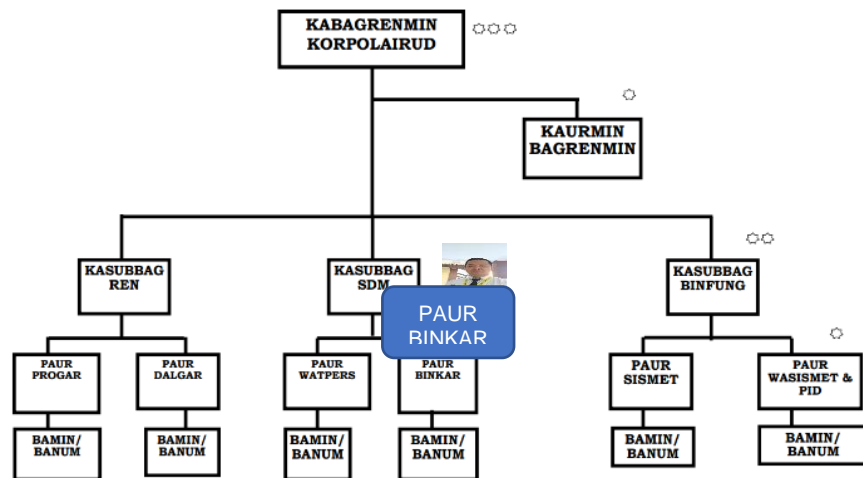 KABAGRENMIN
KORPOLAIRUD
KAURMIN
BAGRENMIN
KASUBBAG
REN
KASUBBAG
SDM
KASUBBAG
BINFUNG
PAUR
BINKAR
PAUR
PROGAR
PAUR
DALGAR
PAUR
WATPERS
PAUR
BINKAR
PAUR
SISMET
PAUR
WASISMET &
PID
BAMIN/
BANUM
BAMIN/
BANUM
BAMIN/
BANUM
BAMIN/
BANUM
BAMIN/
BANUM
BAMIN/
BANUM